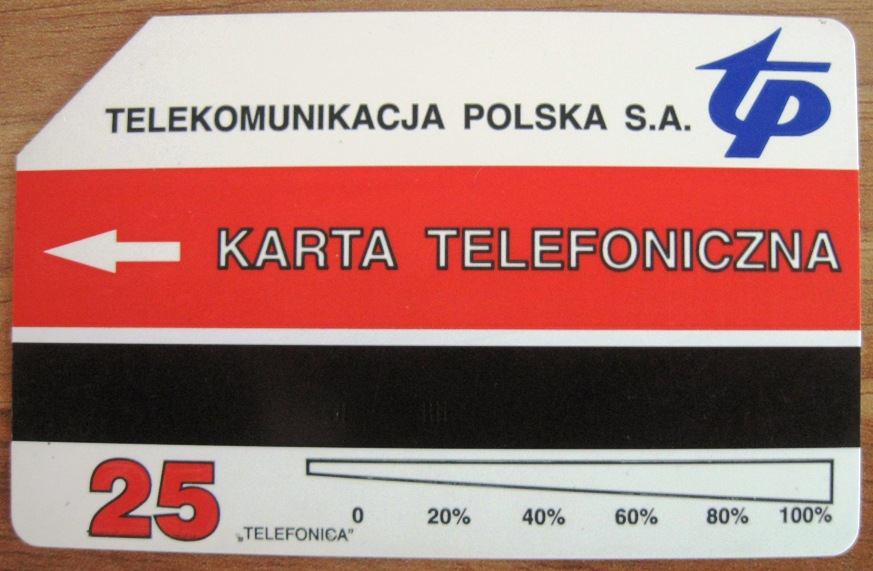 TELEKOMUNIKACJA POLSKA S.A.
tp
KARTA TELEFONICZNA
25
„TELEFONICA”
0 20% 40% 60% 80% 100%